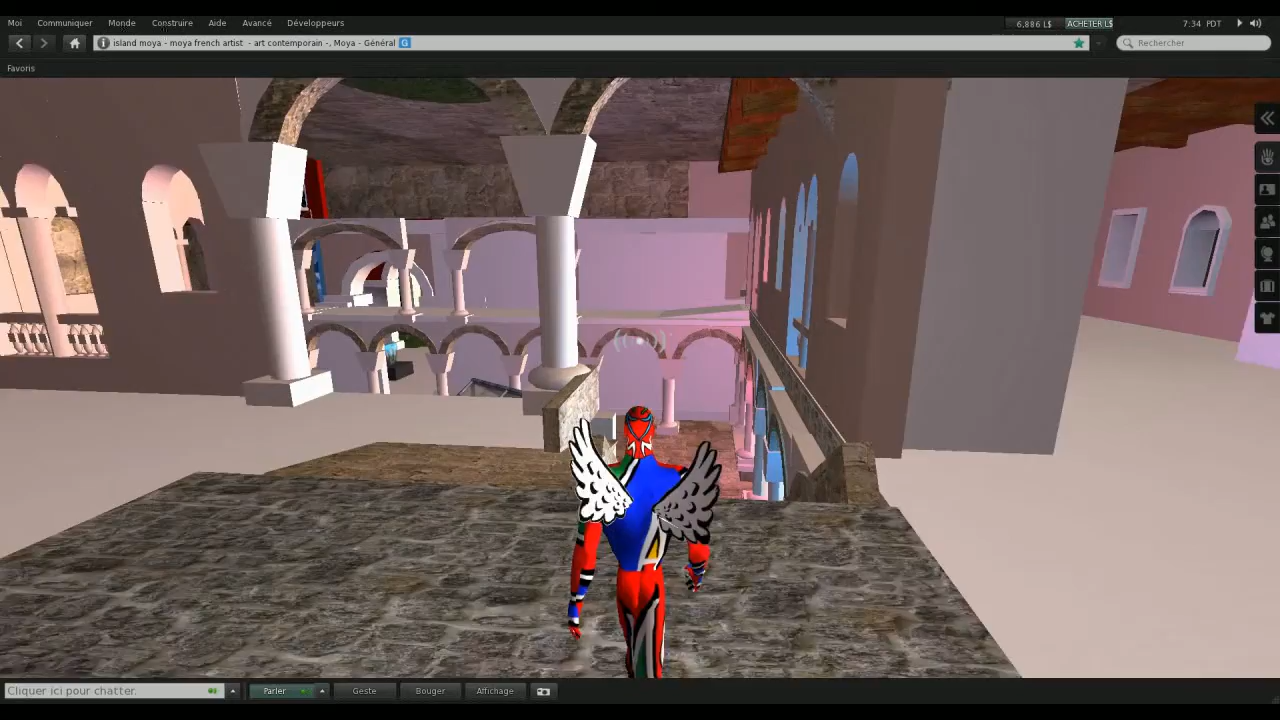 Moi Communiquer Monde Construire Aide Avancé Développeurs 6,886 L$ ACHETER L$ 7:34 PDT
island moya - moya french artist - art contemporain -, Moya - Général G Rechercher
Favoris
Cliquer ici pour chatter. Parler Geste Bouger Affichage